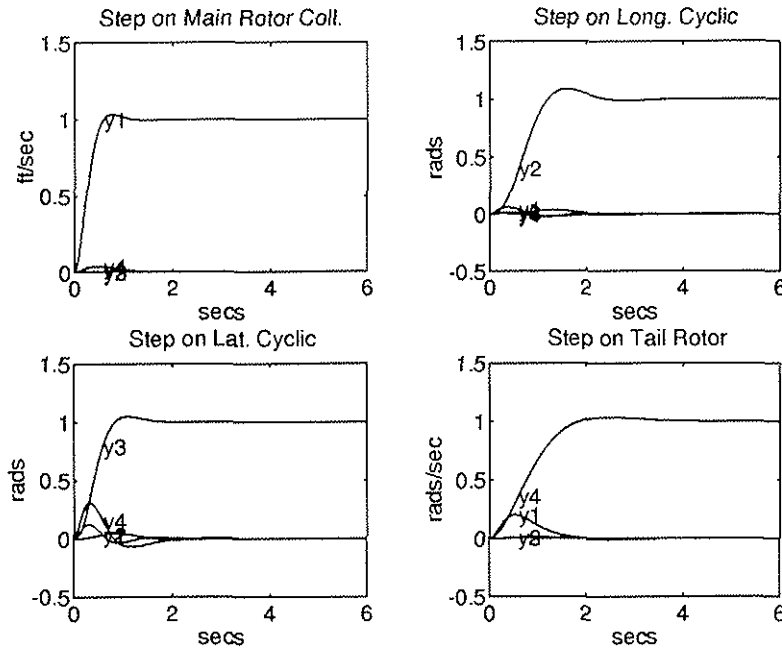 Step on Main Rotor Coll.
1.5
1
0.5
0
ft/sec
y1
0 2 4 6
secs
Step on Long. Cyclic
1.5
1
0.5
0
-0.5
rads
y2
0 2 4 6
secs
Step on Lat. Cyclic
1.5
1
0.5
0
-0.5
rads
y3
y4
0 2 4 6
secs
Step on Tail Rotor
1.5
1
0.5
0
-0.5
rads/sec
y4
y1
0 2 4 6
secs